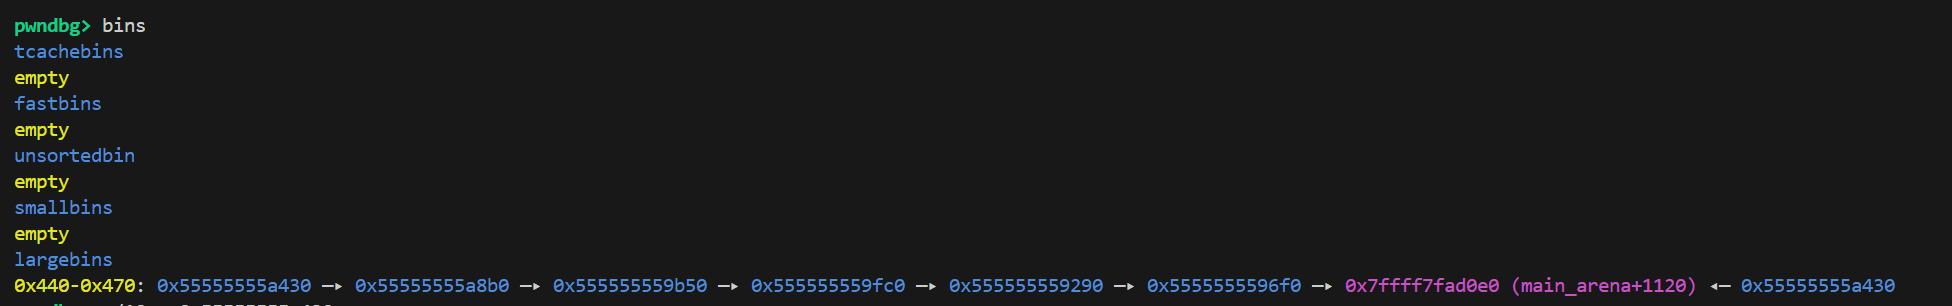 pwndbg> bins
tcachebins
empty
fastbins
empty
unsortedbin
empty
smallbins
empty
largebins
0x440-0x470: 0x55555555a430 —▸ 0x55555555a8b0 —▸ 0x555555559b50 —▸ 0x555555559fc0 —▸ 0x555555559290 —▸ 0x5555555596f0 —▸ 0x7ffff7fad0e0 (main_arena+1120) ◂— 0x55555555a430